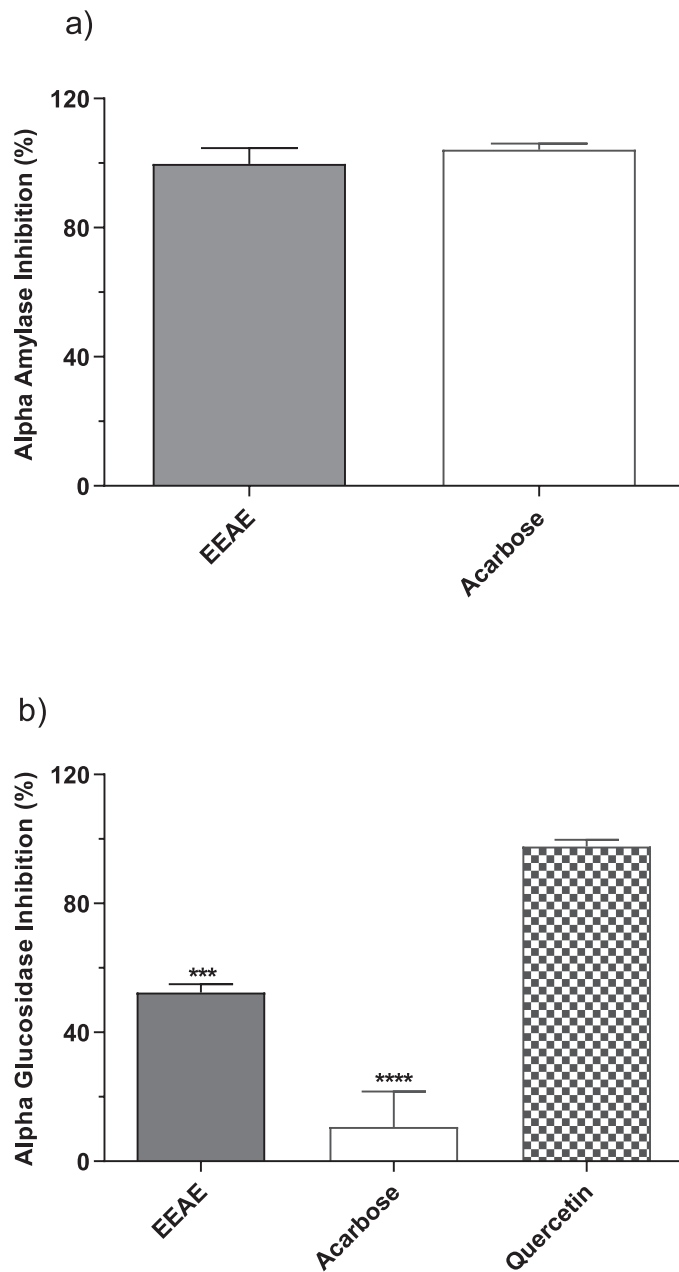 a)
Alpha Amylase Inhibition (%)
120
80
40
0
EEAE
Acarbose
b)
Alpha Glucosidase Inhibition (%)
120
80
40
0
***
****
EEAE
Acarbose
Quercetin